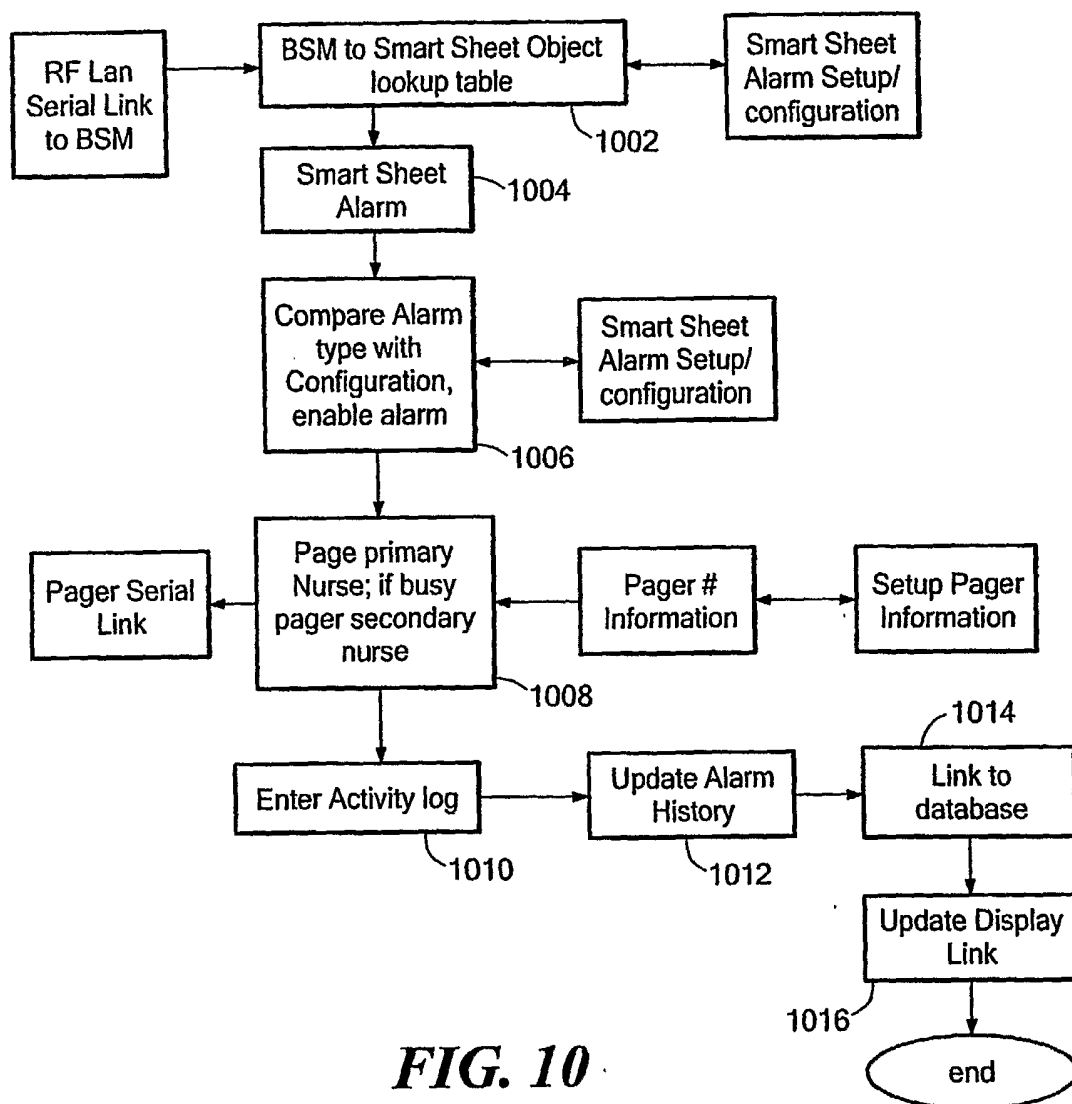 RF Lan
Serial Link
to BSM
BSM to Smart Sheet Object
lookup table
1002
Smart Sheet
Alarm Setup/
configuration
Smart Sheet
Alarm
1004
Compare Alarm
type with
Configuration,
enable alarm
1006
Smart Sheet
Alarm Setup/
configuration
Pager Serial
Link
Page primary
Nurse; if busy
pager secondary
nurse
1008
Pager #
Information
Setup Pager
Information
Enter Activity log
1010
Update Alarm
History
1012
1014
Link to
database
Update Display
Link
1016
end
FIG. 10